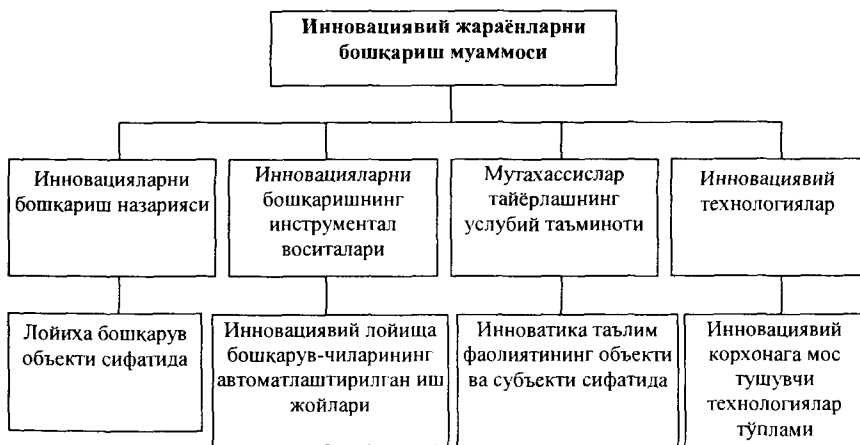 Инновациявий жараёнларни
бошқариш муаммоси
Инновацияларни
бошқариш назарияси
Инновацияларни
бошқаришнинг
инструментал
воситалари
Мутахассислар
тайёрлашнинг
услубий таъминоти
Инновациявий
технологиялар
Лойиха бошқарув
объекти сифатида
Инновациявий лойища
бошқарув-чиларининг
автоматлаштирилган иш
жойлари
Инноватика таълим
фаолиятининг объекти
ва субъекти сифатида
Инновациявий
корхонага мос
тушувчи
технологиялар
тўплами